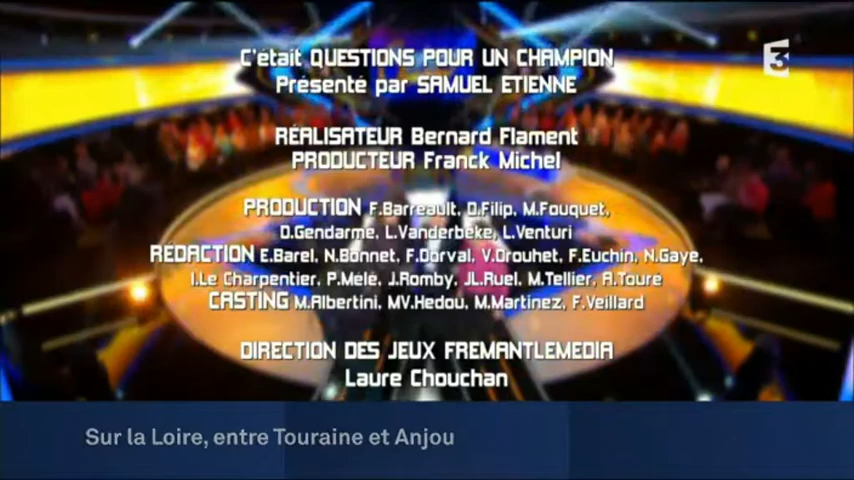 C'était QUESTIONS POUR UN CHAMPION
3
Présenté par SAMUEL ETIENNE
RÉALISATEUR Bernard Flament
PRODUCTEUR Franck Michel
PRODUCTION F.Barreault, D.Filip, M.Fouquet,
D.Gendarme, L.Vanderbeke, L.Venturi
RÉDACTION E.Barel, N.Bonnet, F.Dorval, V.Drouhet, F.Euchin, N.Gaye,
I.Le Charpentier, P.Mélé, J.Romby, JL.Ruel, M.Tellier, A.Toure
CASTING M.Albertini, MV.Hedou, M.Martinez, F.Veillard
DIRECTION DES JEUX FREMANTLEMEDIA
Laure Chouchan
Sur la Loire, entre Touraine et Anjou